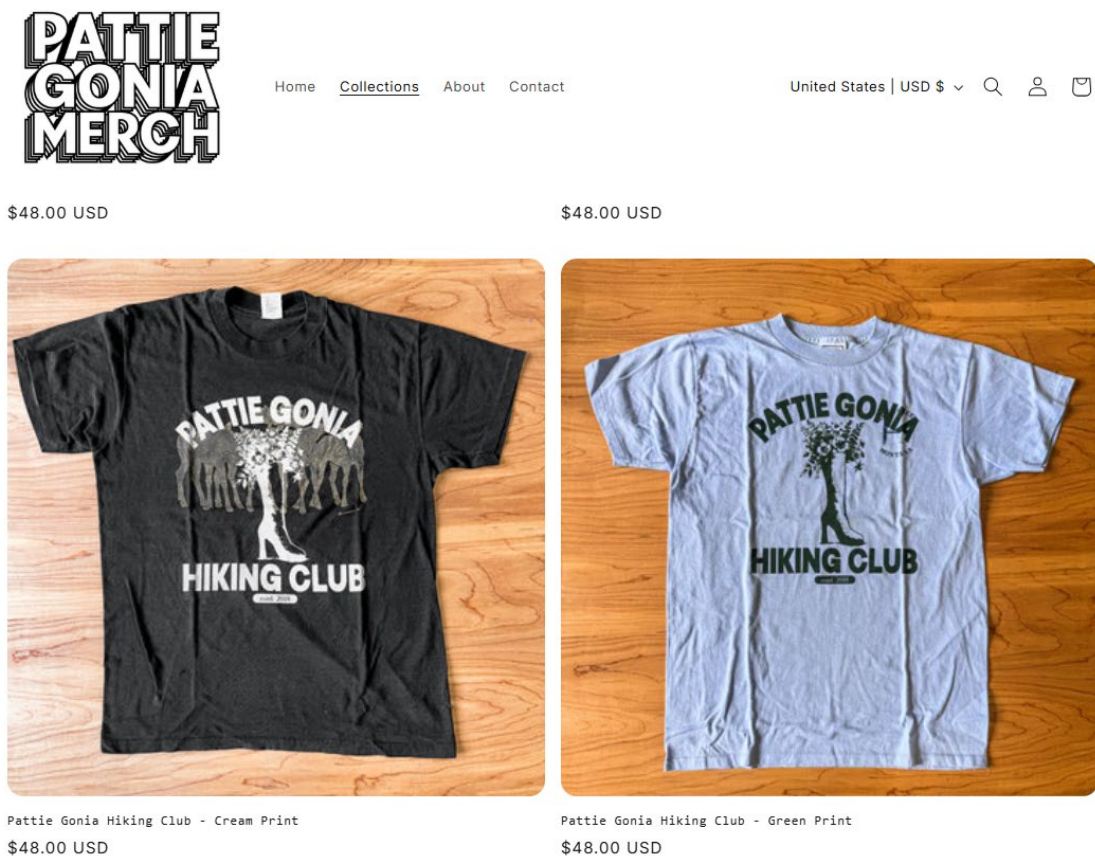 PATTIE
GONIA
MERCH
Home Collections About Contact
United States | USD $
$48.00 USD
$48.00 USD
PATTIE GONIA
HIKING CLUB
PATTIE GONIA
HIKING CLUB
Pattie Gonia Hiking Club - Cream Print
Pattie Gonia Hiking Club - Green Print
$48.00 USD
$48.00 USD